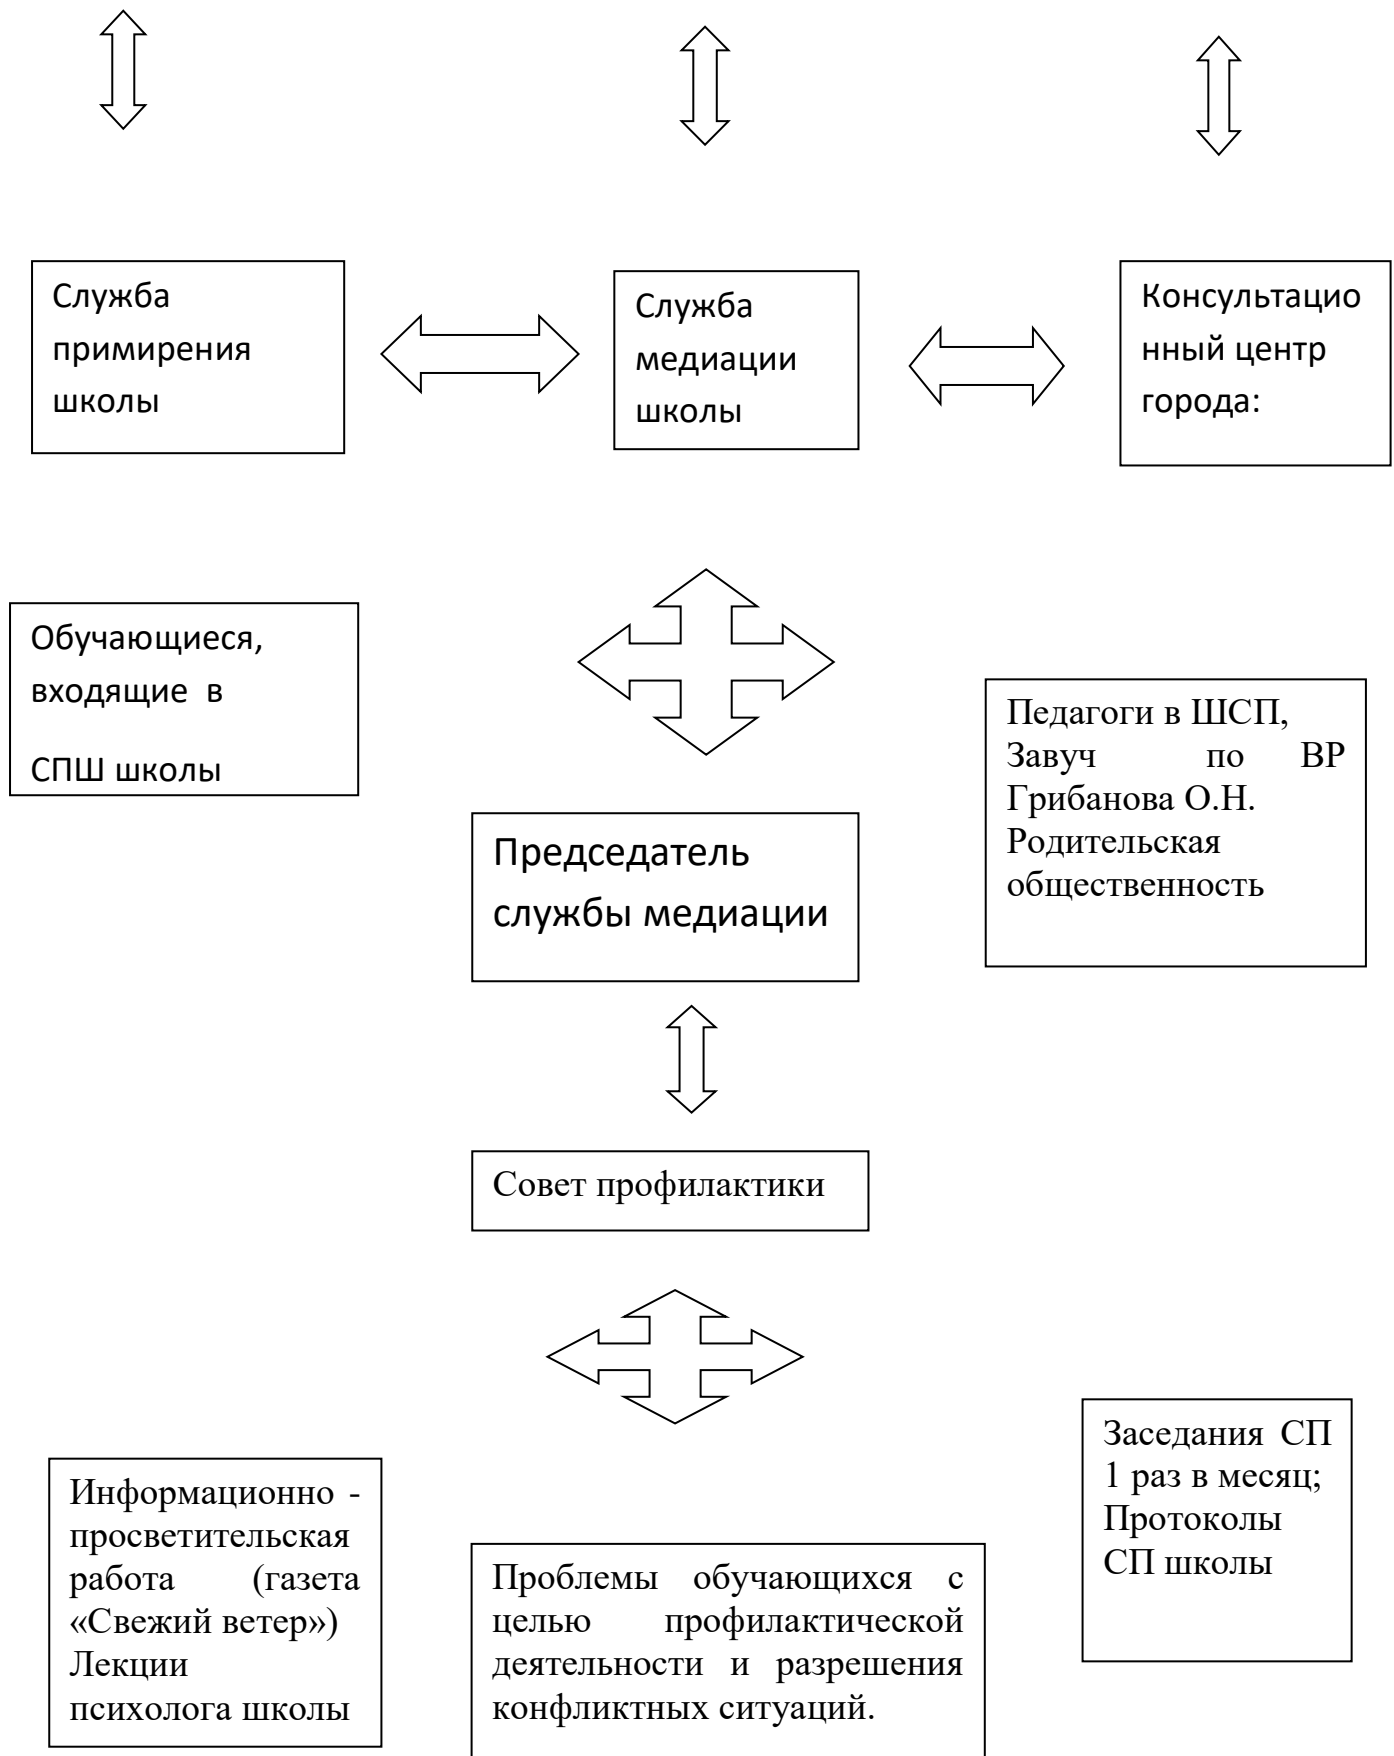 Служба
примирения
школы
Служба
медиации
школы
Консультацио
нный центр
города:
Обучающиеся,
входящие в
СПШ школы
Педагоги в ШСП,
Завуч по ВР
Грибанова О.Н.
Родительская
общественность
Председатель
службы медиации
Совет профилактики
Информационно -
просветительская
работа (газета
«Свежий ветер»)
Лекции
психолога школы
Проблемы обучающихся с
целью профилактической
деятельности и разрешения
конфликтных ситуаций.
Заседания СП
1 раз в месяц;
Протоколы
СП школы